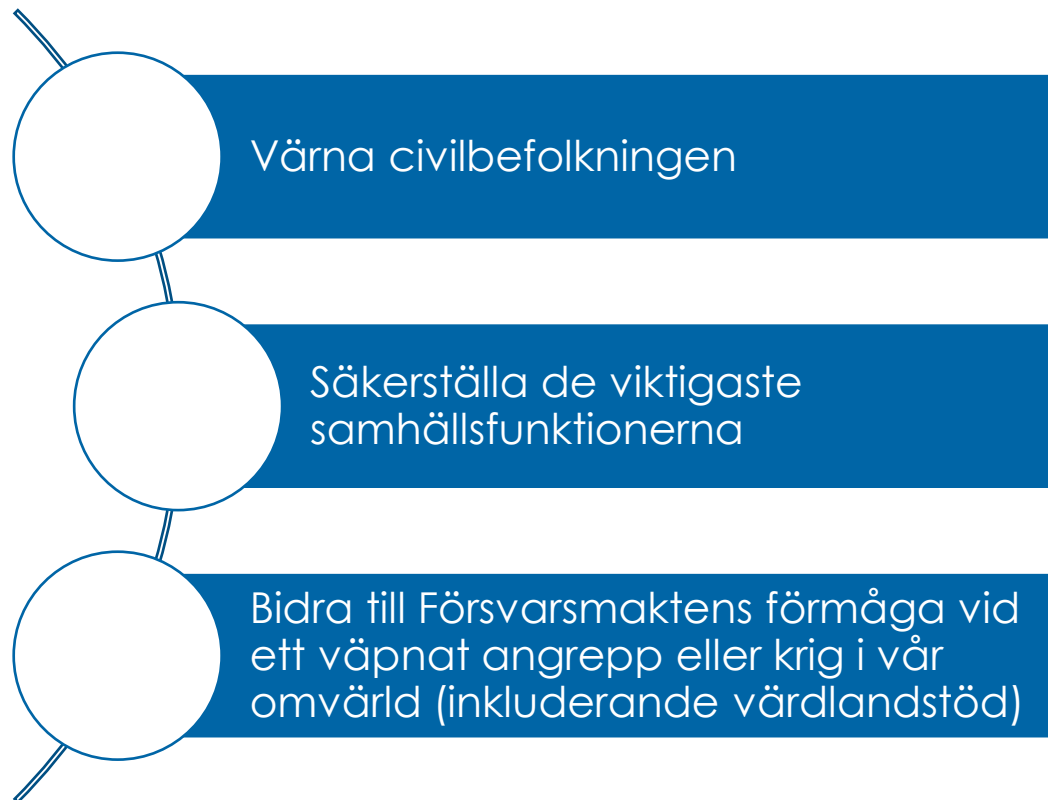 Värna civilbefolkningen
Säkerställa de viktigaste
samhällsfunktionerna
Bidra till Försvarsmaktens förmåga vid
ett väpnat angrepp eller krig i vår
omvärld (inkluderande värdlandstöd)